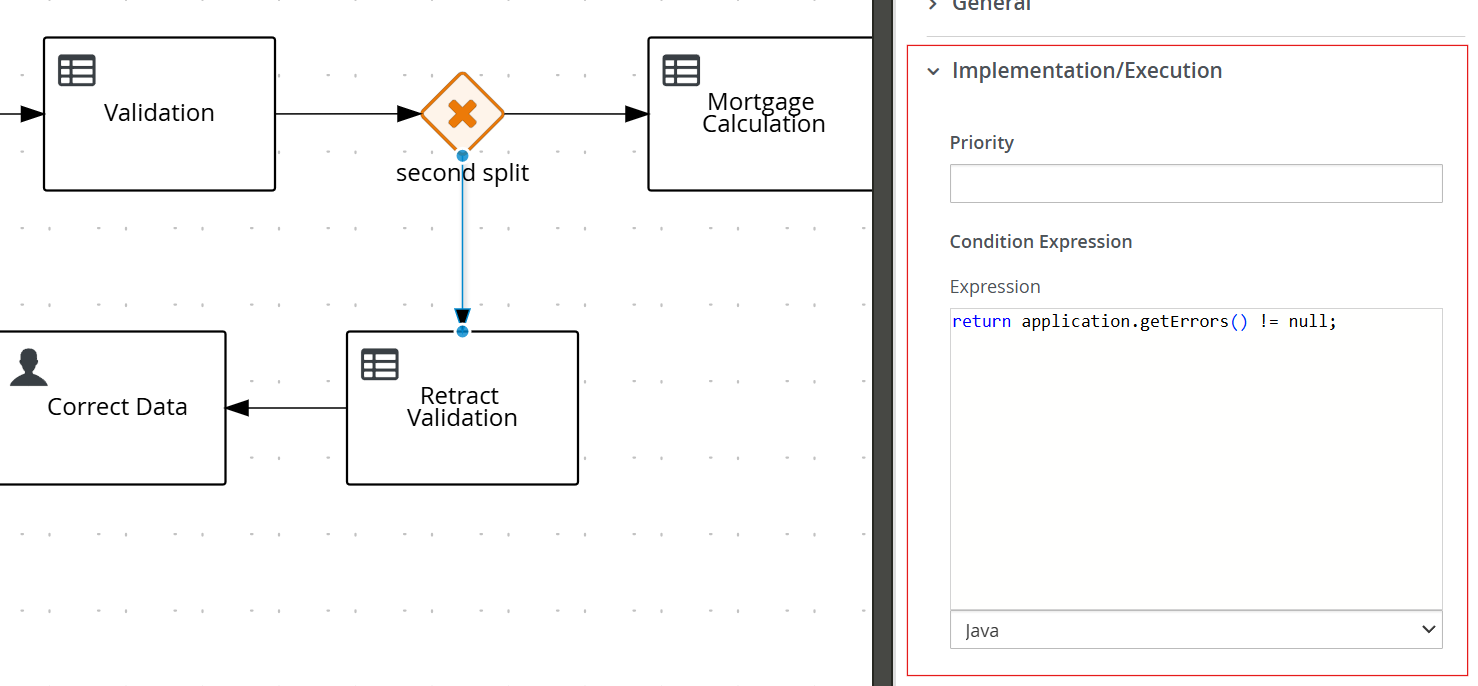 Validation
second split
Mortgage
Calculation
Correct Data
Retract
Validation
General
Implementation/Execution
Priority
Condition Expression
Expression
return application.getErrors() != null;
Java